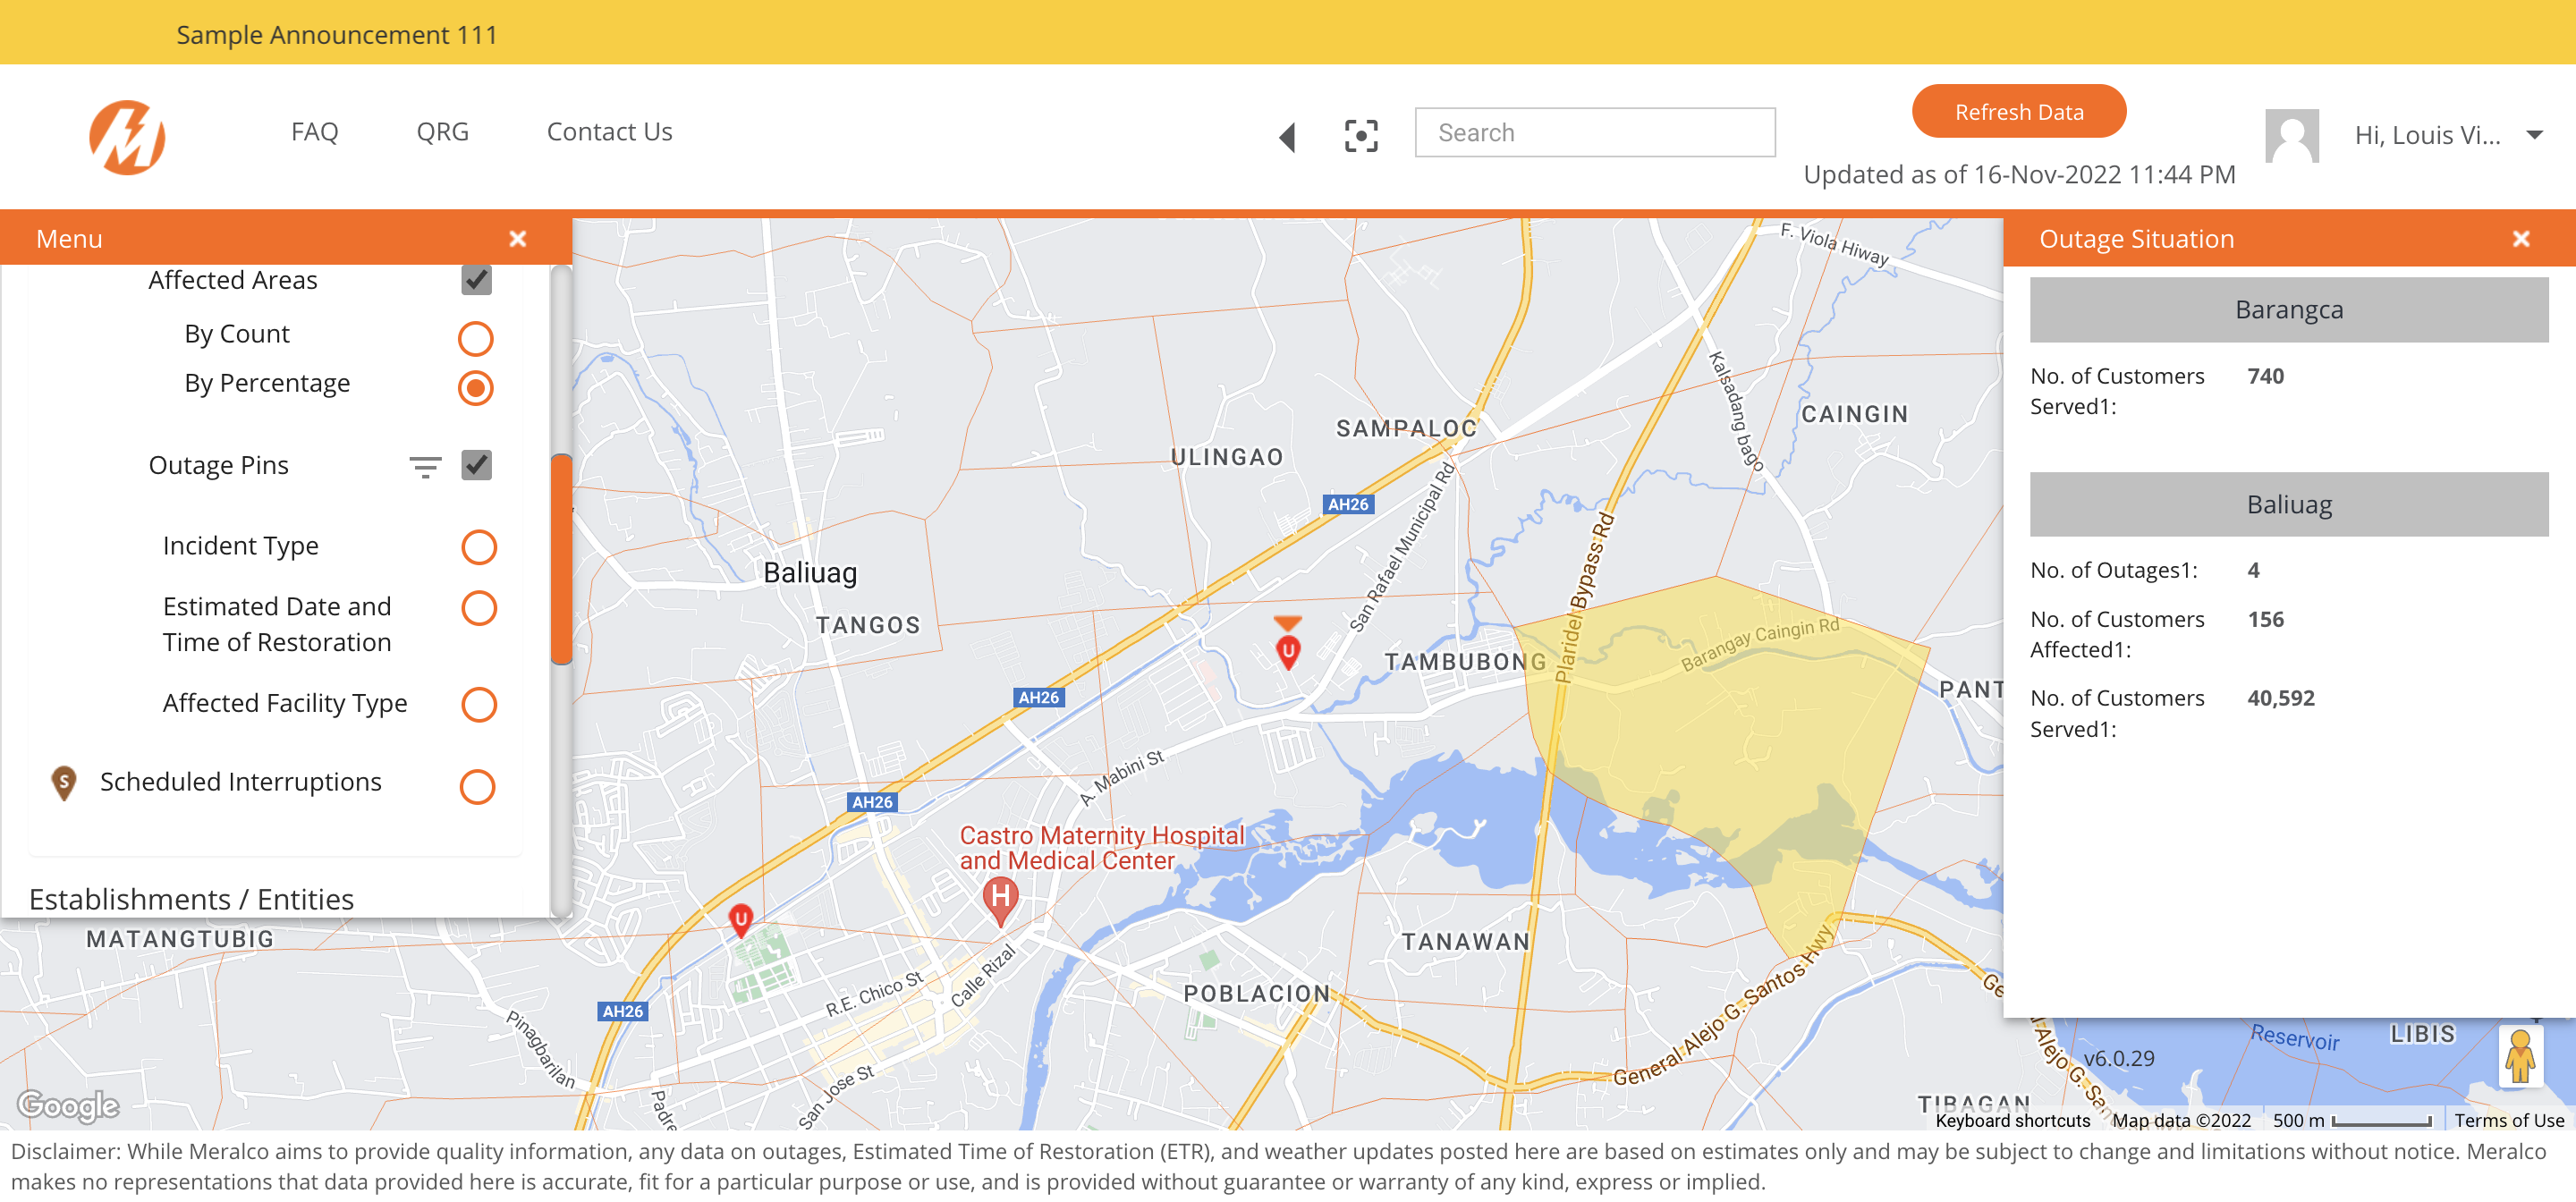 Sample Announcement 111
FAQ
QRG
Contact Us
Search
Refresh Data
Updated as of 16-Nov-2022 11:44 PM
Hi, Louis Vi...
Menu
Affected Areas
By Count
By Percentage
Outage Pins
Incident Type
Estimated Date and
Time of Restoration
Affected Facility Type
S
Scheduled Interruptions
Establishments / Entities
F. Viola Hiway
Kalsadang bago
CAINGIN
SAMPALOC
ULINGAO
AH26
San Rafael Municipal Rd
Plaridel Bypass Rd
Baliuag
TANGOS
U
TAMBUBONG
Barangay Caingin Rd
PANT
AH26
A. Mabini St
AH26
Castro Maternity Hospital
and Medical Center
H
U
MATANGTUBIG
TANAWAN
R.E. Chico St
Calle Rizal
POBLACION
AH26
Pinagbarilan
General Alejo G. Santos Hwy
Ge
San Jose St
Padre
l Alejo G. San
Reservoir
LIBIS
v6.0.29
TIBAGAN
Google
Keyboard shortcuts
Map data ©2022
500 m
Terms of Use
Outage Situation
Barangca
No. of Customers 740
Served1:
Baliuag
No. of Outages1: 4
No. of Customers 156
Affected1:
No. of Customers 40,592
Served1:
Disclaimer: While Meralco aims to provide quality information, any data on outages, Estimated Time of Restoration (ETR), and weather updates posted here are based on estimates only and may be subject to change and limitations without notice. Meralco
makes no representations that data provided here is accurate, fit for a particular purpose or use, and is provided without guarantee or warranty of any kind, express or implied.